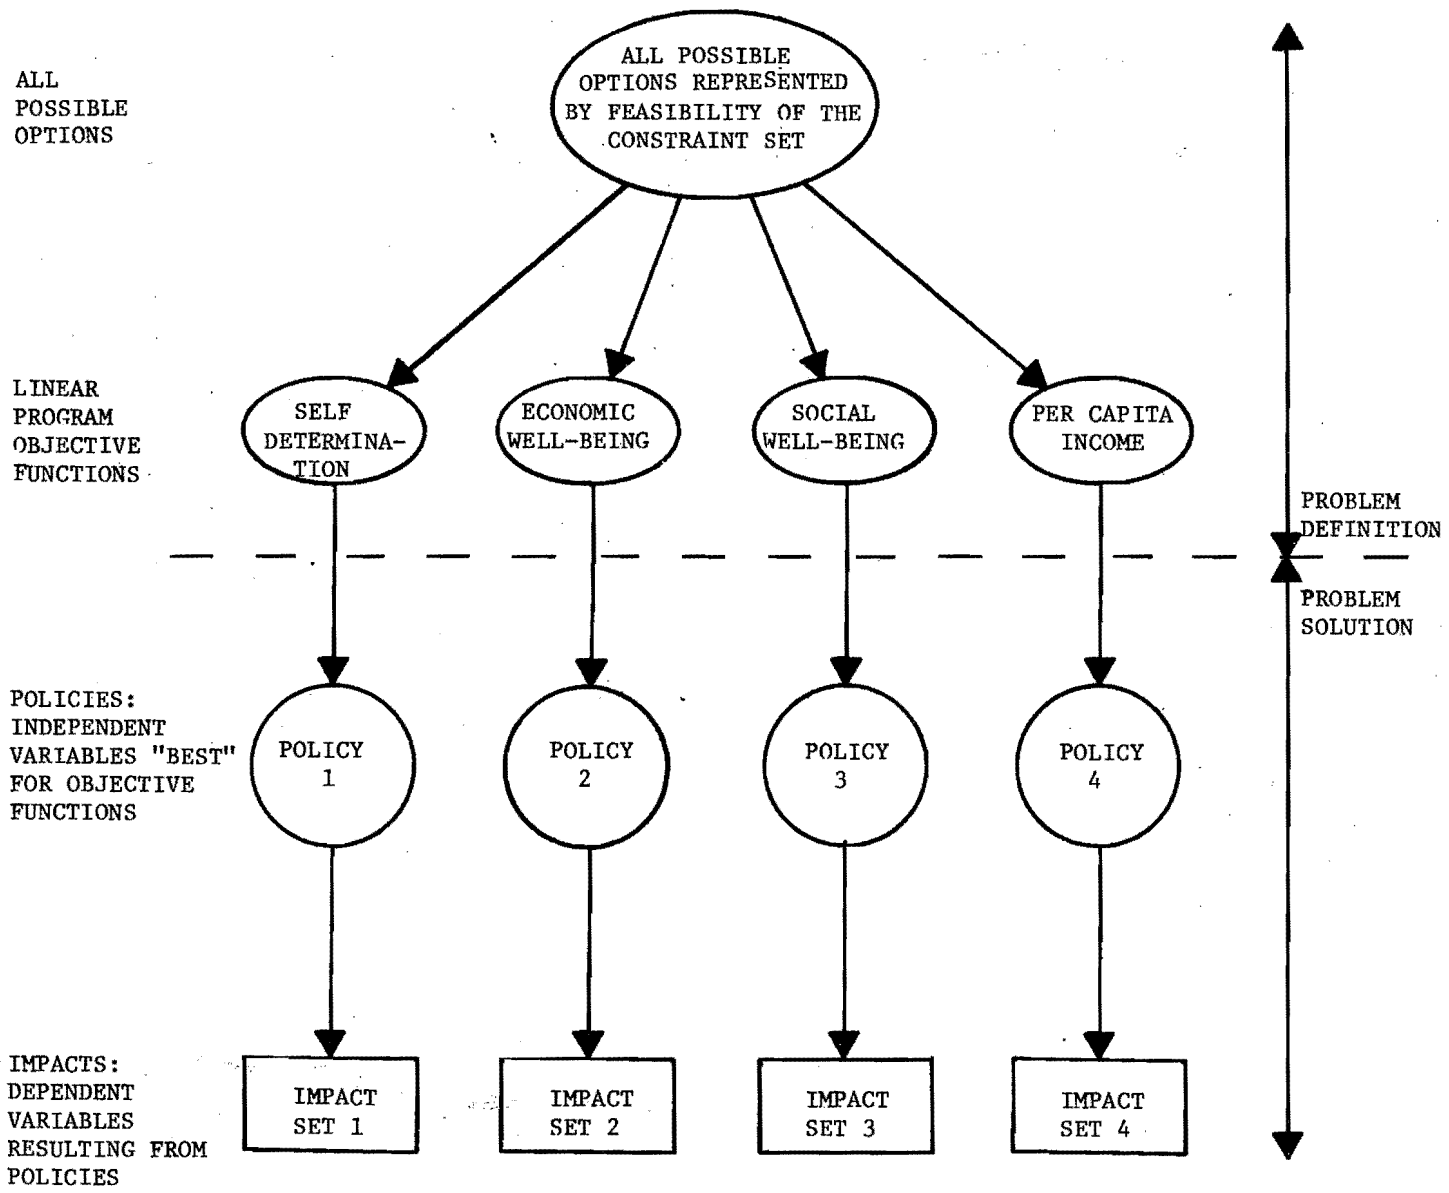 ALL
POSSIBLE
OPTIONS
ALL POSSIBLE
OPTIONS REPRESENTED
BY FEASIBILITY OF THE
CONSTRAINT SET
LINEAR
PROGRAM
OBJECTIVE
FUNCTIONS
SELF
DETERMINA-
TION
ECONOMIC
WELL-BEING
SOCIAL
WELL-BEING
PER CAPITA
INCOME
PROBLEM
DEFINITION
PROBLEM
SOLUTION
POLICIES:
INDEPENDENT
VARIABLES "BEST"
FOR OBJECTIVE
FUNCTIONS
POLICY
1
POLICY
2
POLICY
3
POLICY
4
IMPACTS:
DEPENDENT
VARIABLES
RESULTING FROM
POLICIES
IMPACT
SET 1
IMPACT
SET 2
IMPACT
SET 3
IMPACT
SET 4